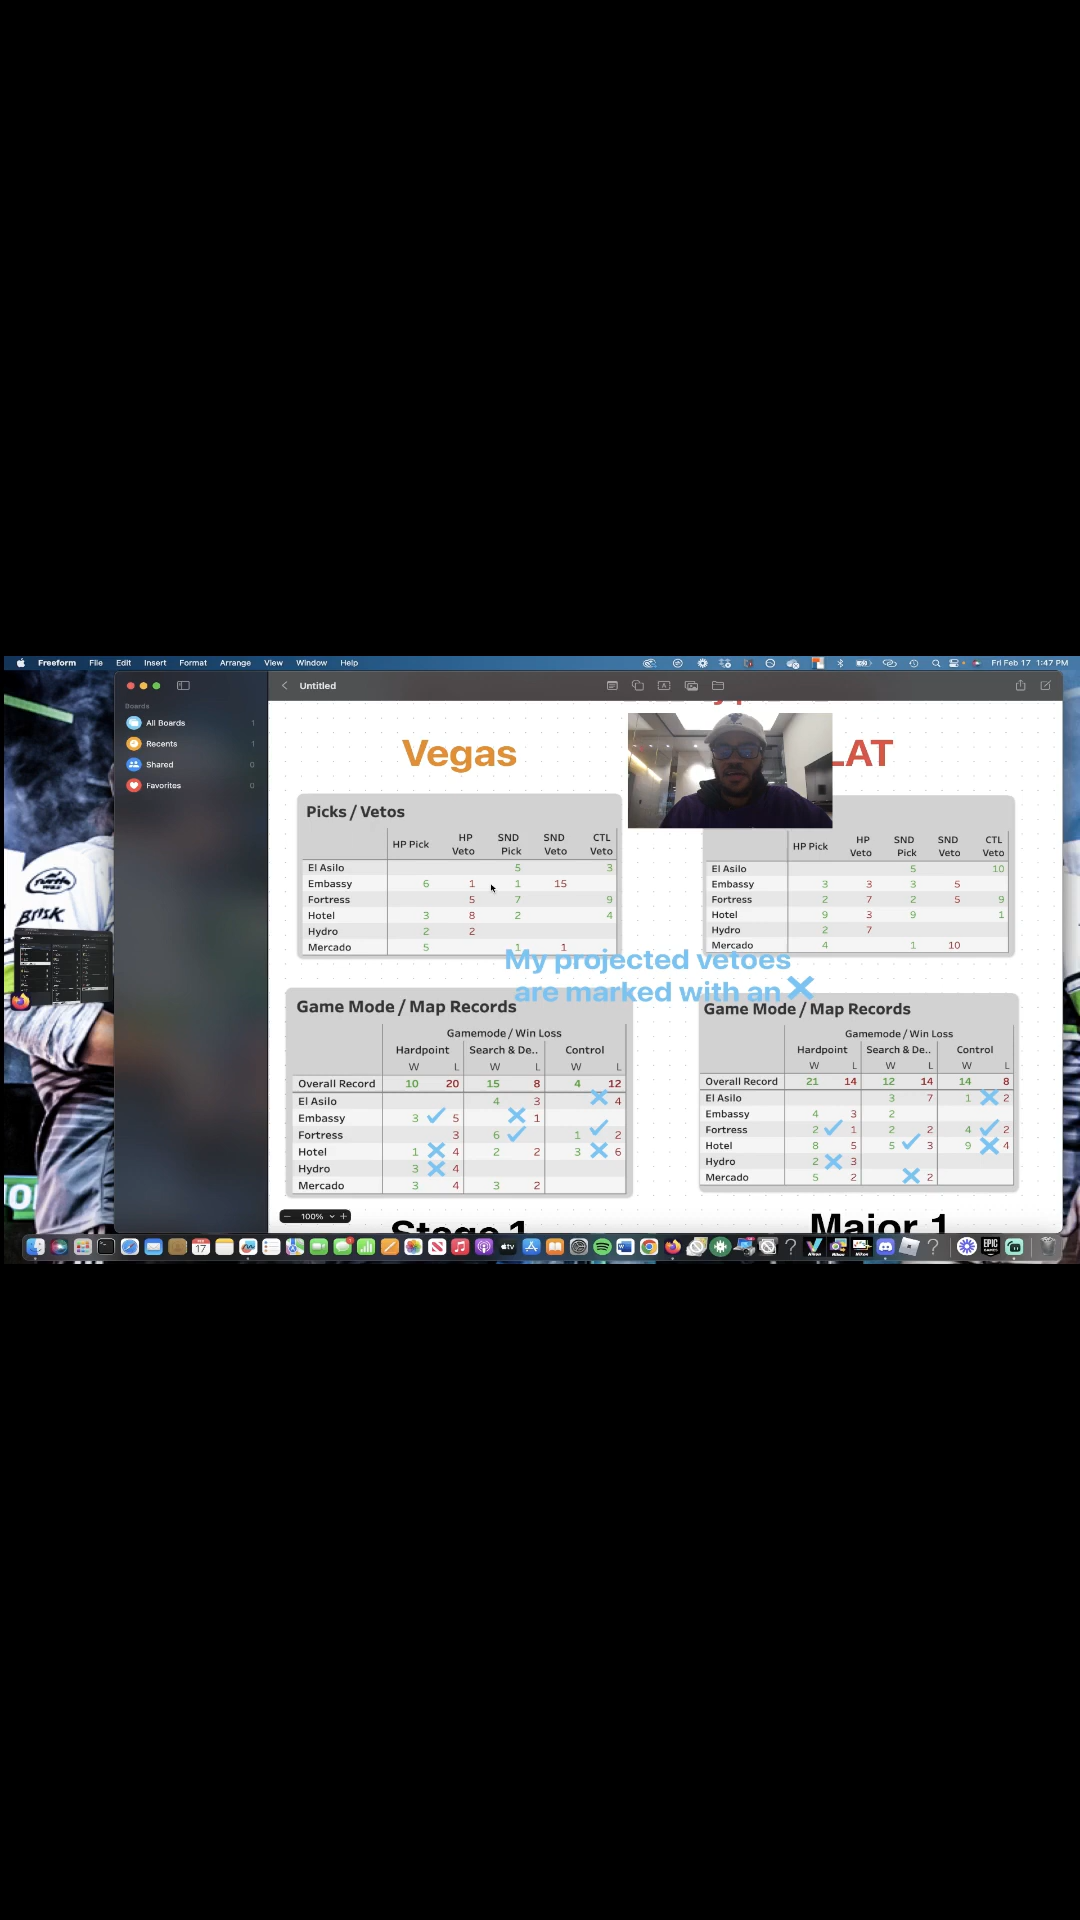 Freeform File Edit Insert Format Arrange View Window Help Fri Feb 17 1:47 PM
Untitled
Boards
All Boards 1
Recents 1
Shared 0
Favorites 0
Vegas
LAT
Picks / Vetos
HP Pick HP Veto SND Pick SND Veto CTL Veto
El Asilo 5 3
Embassy 6 1 1 15
Fortress 5 7 9
Hotel 3 8 2 4
Hydro 2 2
Mercado 5 1 1
HP Pick HP Veto SND Pick SND Veto CTL Veto
El Asilo 5 10
Embassy 3 3 3 5
Fortress 2 7 2 5 9
Hotel 9 3 9 1
Hydro 2 7
Mercado 4 1 10
My projected vetoes
are marked with an
Game Mode / Map Records
Gamemode / Win Loss
Hardpoint Search & De.. Control
W L W L W L
Overall Record 10 20 15 8 4 12
El Asilo 4 3 4
Embassy 3 5 1
Fortress 3 6 1 2
Hotel 1 4 2 2 3 6
Hydro 3 4
Mercado 3 4 3 2
Game Mode / Map Records
Gamemode / Win Loss
Hardpoint Search & De.. Control
W L W L W L
Overall Record 21 14 12 14 14 8
El Asilo 3 7 1 2
Embassy 4 3 2
Fortress 2 1 2 2 4 2
Hotel 8 5 5 3 9 4
Hydro 2 3
Mercado 5 2 2
100%
Stage 1
Major 1
BRISK.
FEB
17
tv
EPIC
GAMES